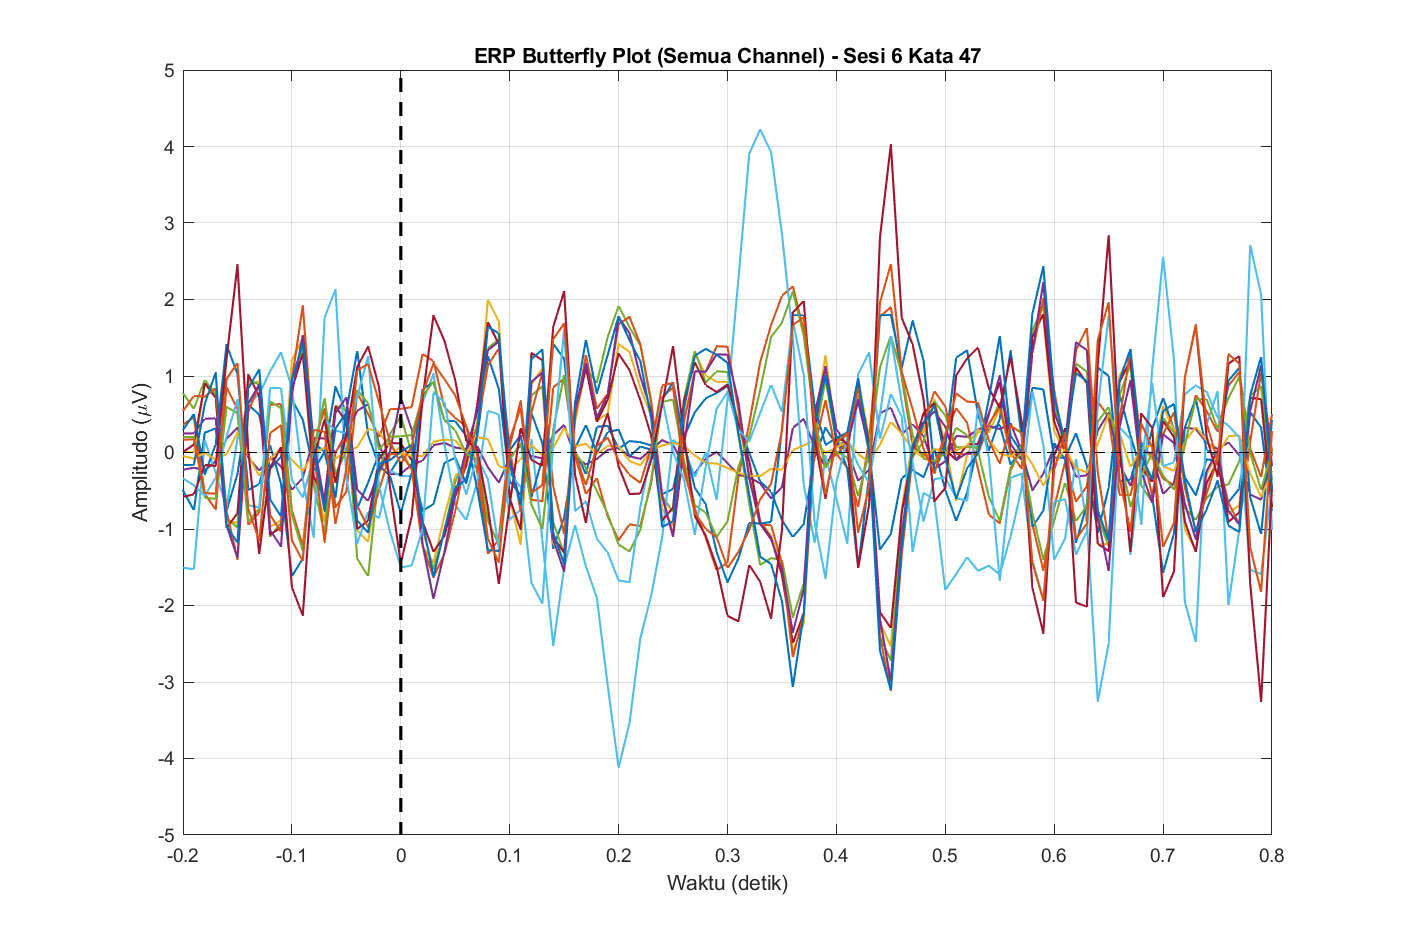 ERP Butterfly Plot (Semua Channel) - Sesi 6 Kata 47
5
4
3
2
1
0
-1
-2
-3
-4
-5
Amplitudo (μV)
-0.2 -0.1 0 0.1 0.2 0.3 0.4 0.5 0.6 0.7 0.8
Waktu (detik)